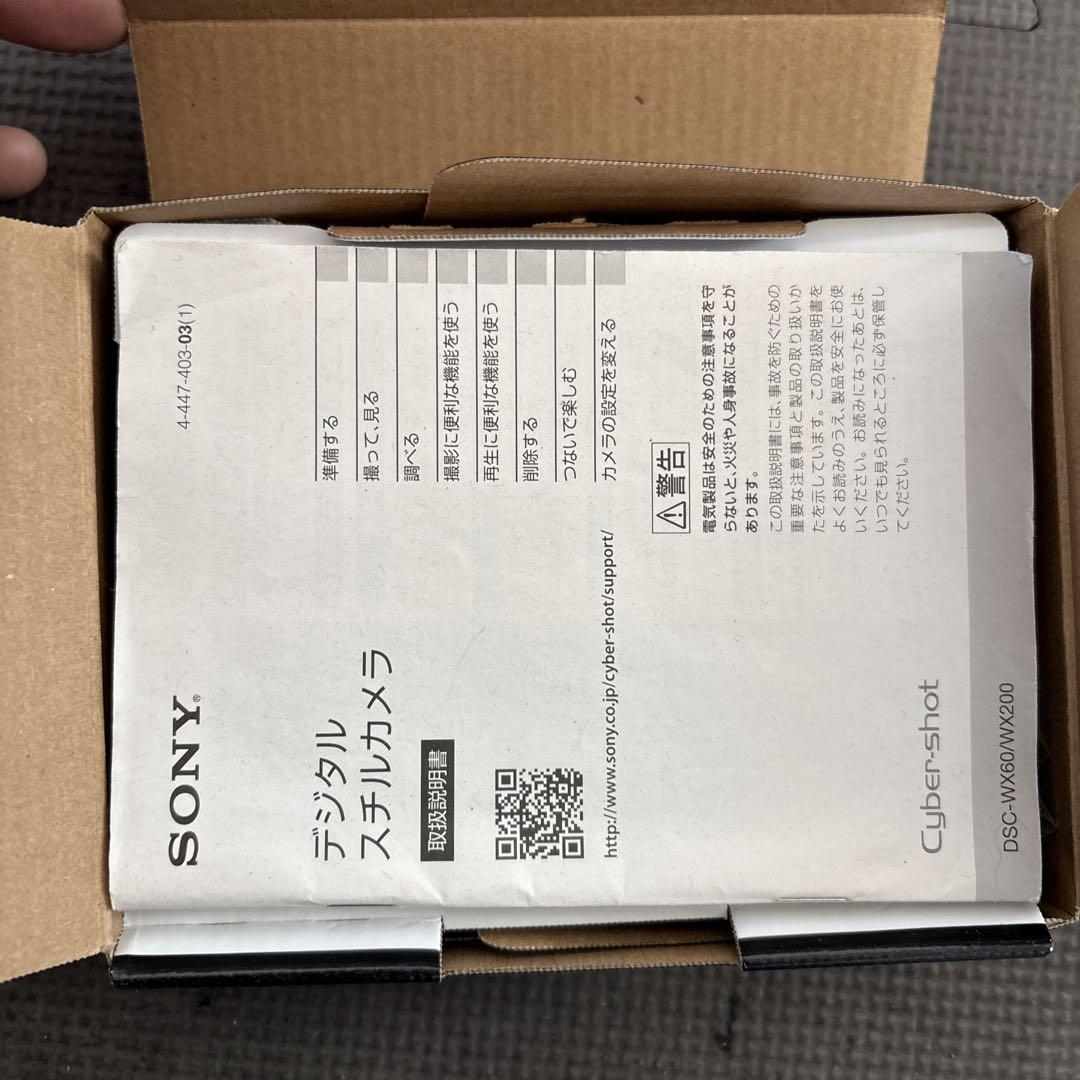 4-447-403-03(1)
SONY®
デジタル
スチルカメラ
取扱説明書
http://www.sony.co.jp/cyber-shot/support/
準備する
撮って、見る
調べる
撮影に便利な機能を使う
再生に便利な機能を使う
削除する
つないで楽しむ
カメラの設定を変える
警告
電気製品は安全のための注意事項を守
らないと、火災や人身事故になることが
あります。
この取扱説明書には、事故を防ぐための
重要な注意事項と製品の取り扱いか
たを示しています。この取扱説明書を
よくお読みのうえ、製品を安全にお使
いください。お読みになったあとは、
いつでも見られるところに必ず保管し
てください。
Cyber-shot
DSC-WX60/WX200